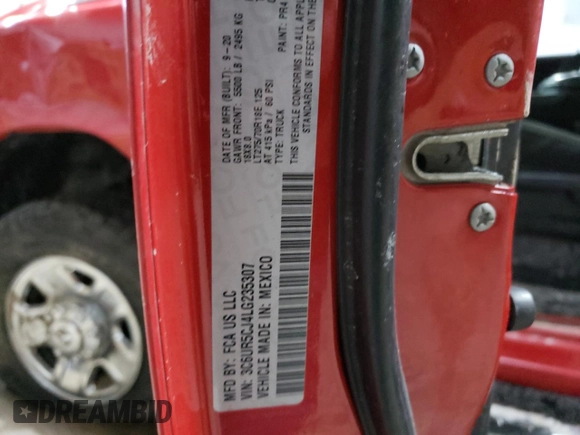 MFD BY: FCA US LLC
DATE OF MFR (BUILT): 9-20
GAWR FRONT: 5500 LB / 2495 KG
18X8.0
LT275/70R18E 125
AT 415 kPa / 60 PSI
TYPE: TRUCK
VIN: 3C6UR5CJ4LG235307
VEHICLE MADE IN: MEXICO
THIS VEHICLE CONFORMS TO ALL APPL
STANDARDS IN EFFECT ON THE
PAINT: PR4
DREAMBID